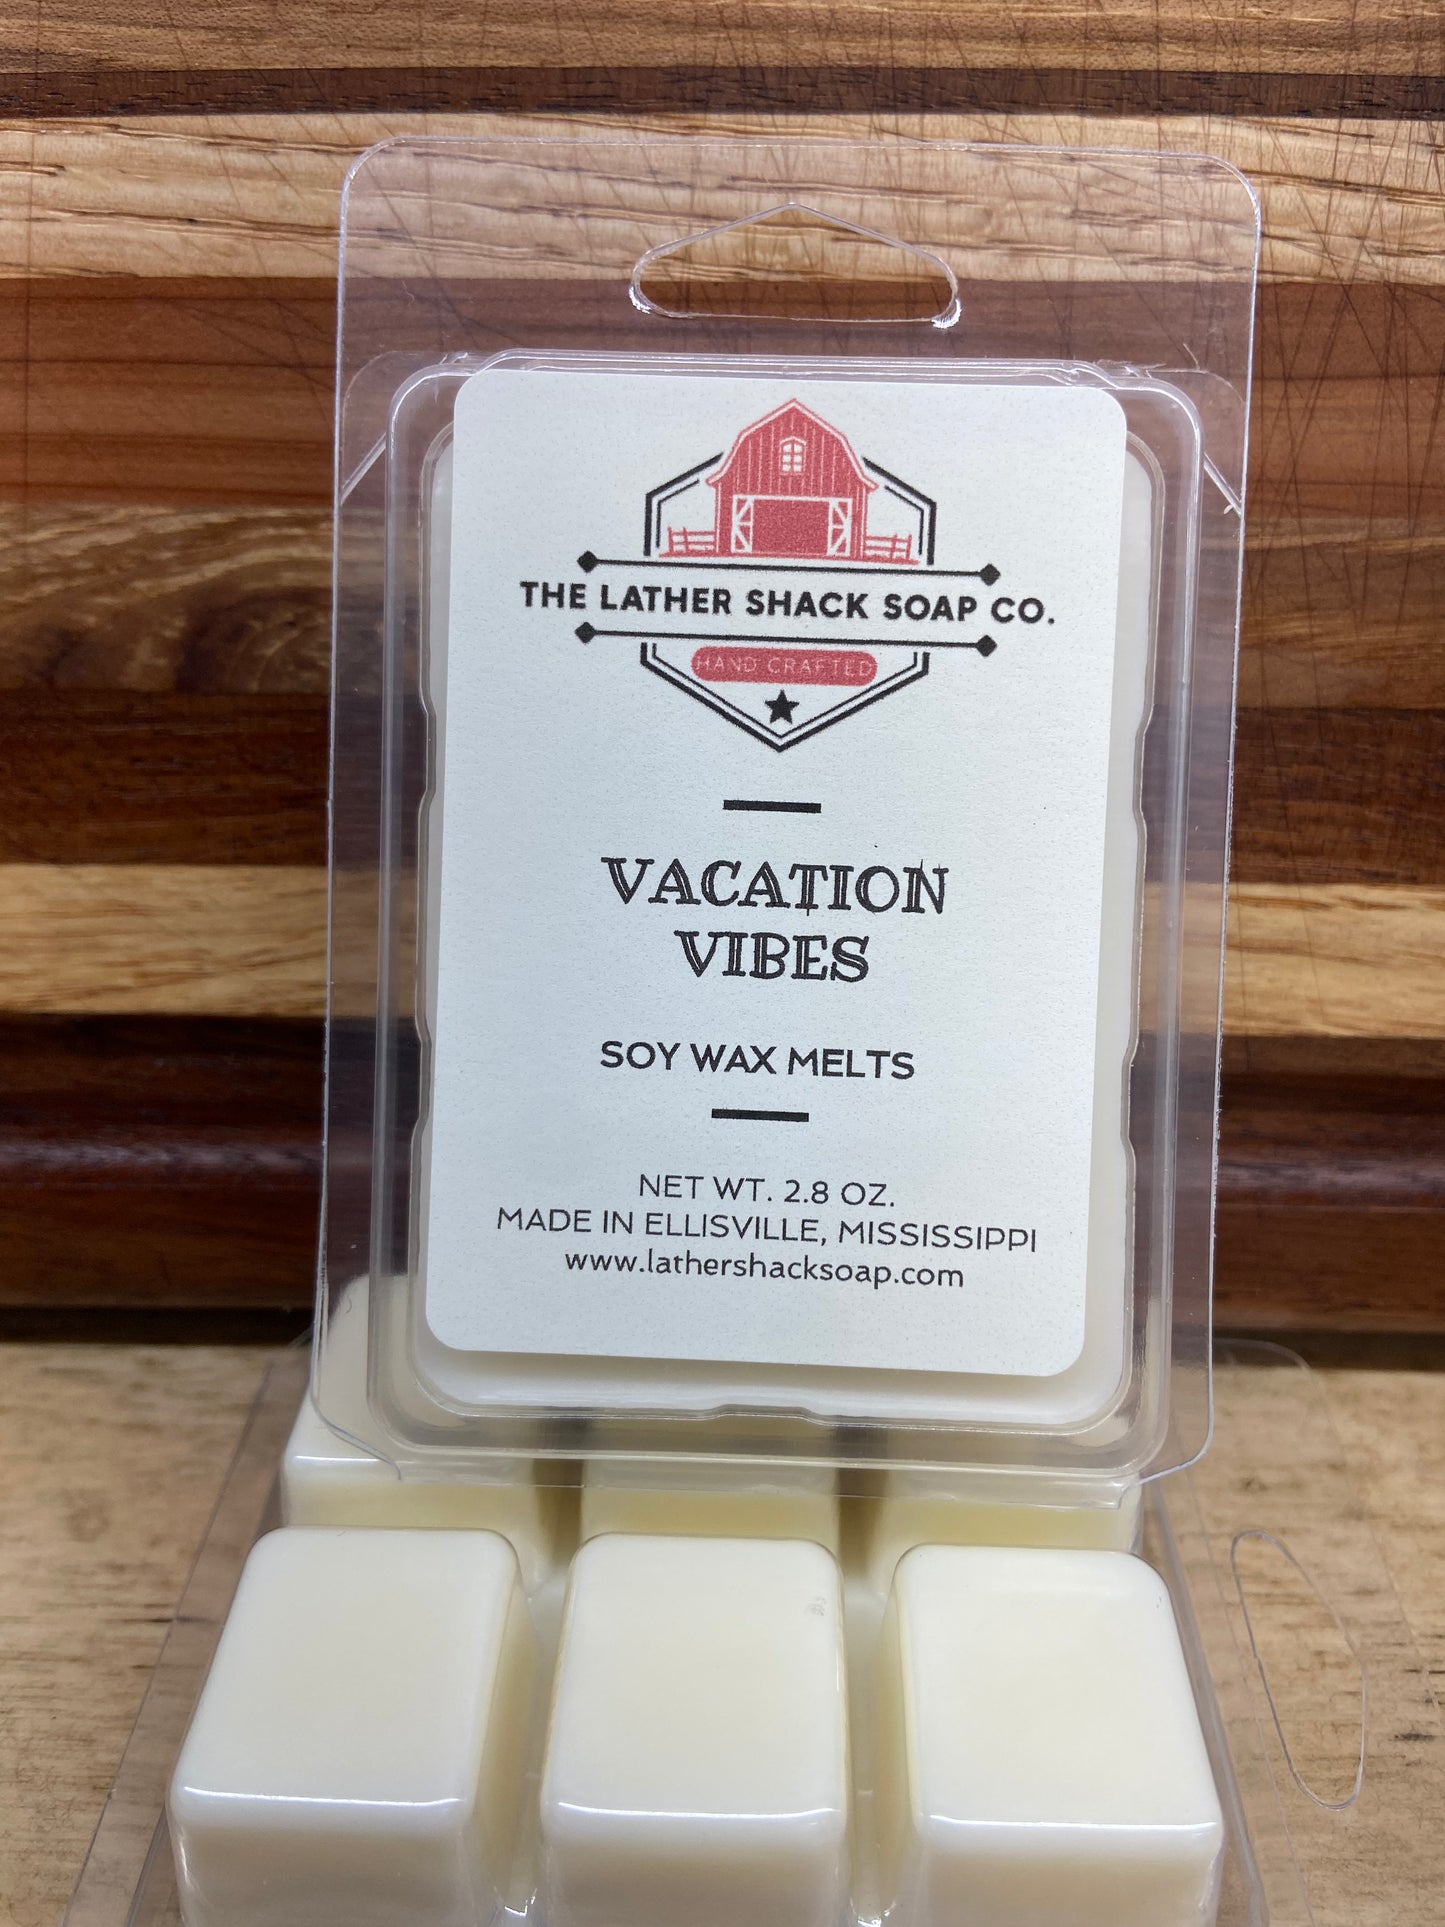 THE LATHER SHACK SOAP CO.
HAND CRAFTED
VACATION
VIBES
SOY WAX MELTS
NET WT. 2.8 OZ.
MADE IN ELLISVILLE, MISSISSIPPI
www.lathershacksoap.com